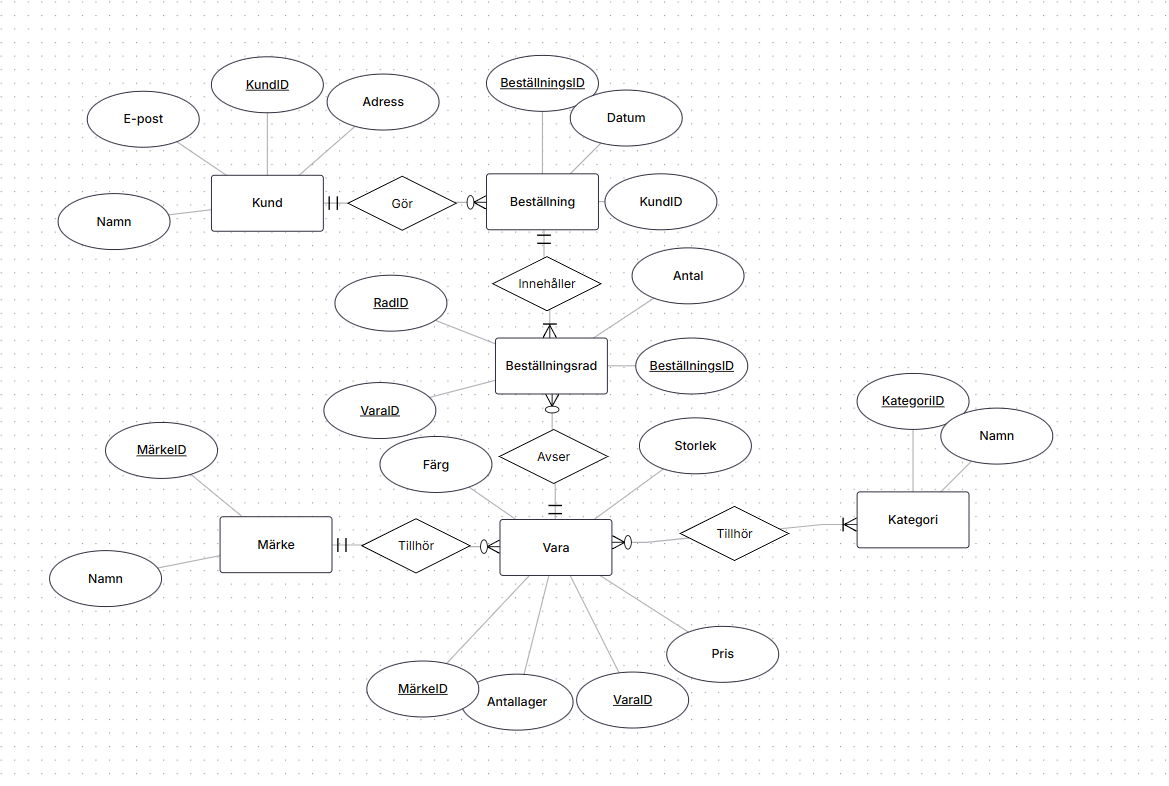 KundID
BeställningsID
Adress
E-post
Datum
Kund
Gör
Beställning
KundID
Namn
Antal
Innehåller
RadID
Beställningsrad
BeställningsID
VaraID
KategoriID
Namn
Storlek
MärkeID
Avser
Färg
Kategori
Tillhör
Märke
Tillhör
Vara
Namn
Pris
MärkeID
Antallager
VaraID